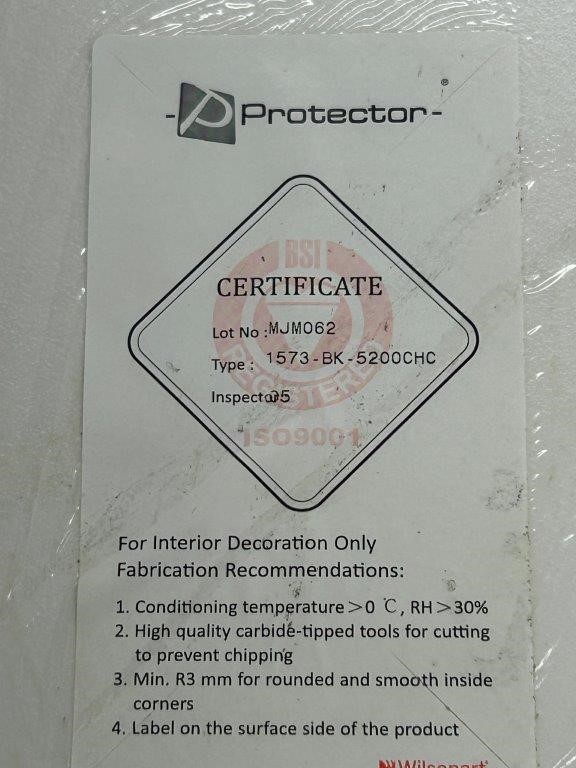 - P Protector® -
BSI
CERTIFICATE
Lot No :MJM062
Type : 1573-BK-5200CHC
REGISTERED
ISO9001
For Interior Decoration Only
Fabrication Recommendations:
1. Conditioning temperature＞0 ℃, RH＞30%
2. High quality carbide-tipped tools for cutting
to prevent chipping
3. Min. R3 mm for rounded and smooth inside
corners
4. Label on the surface side of the product
Wilsonart